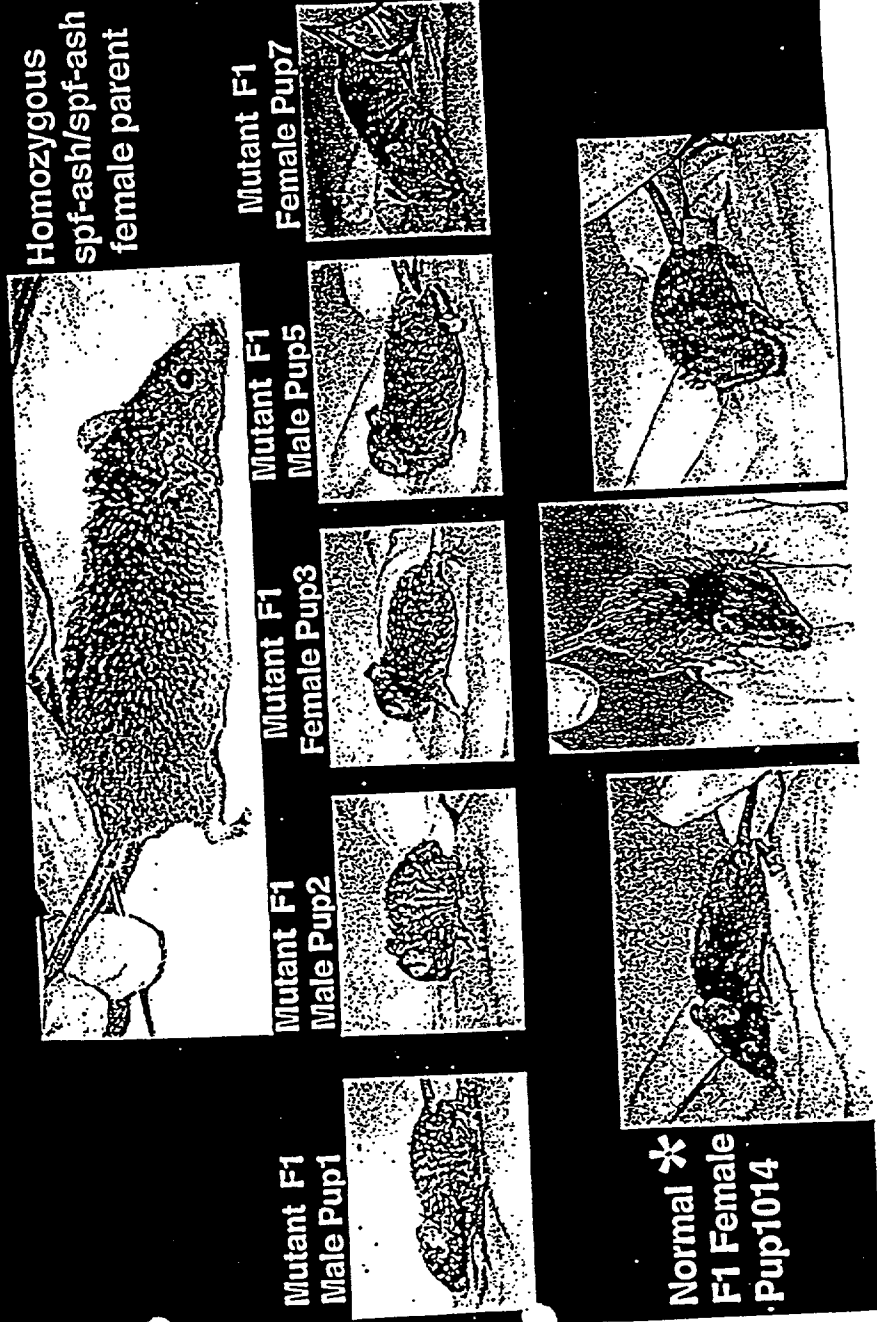 Homozygous
spf-ash/spf-ash
female parent
Mutant F1
Male Pup1
Mutant F1
Male Pup2
Mutant F1
Female Pup3
Mutant F1
Male Pup5
Mutant F1
Female Pup7
Normal *
F1 Female
Pup1014